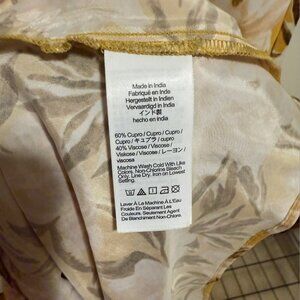 Made in India
Fabriqué en Inde
Hergestellt in Indien
Vervaardigd in India
インド製
hecho en india
60% Cupro / Cupro / Cupro /
Cupro / キュプラ / cupro
40% Viscose / Viscose /
Viskose / Viscose / レーヨン /
viscosa
Machine Wash Cold With Like
Colors, Non-Chlorine Bleach
Only, Line Dry, Iron on Lowest
Setting.
Laver À La Machine À L'eau
Froide En Séparant Les
Couleurs, Seulement Agent
De Blanchiment Non-Chlore.